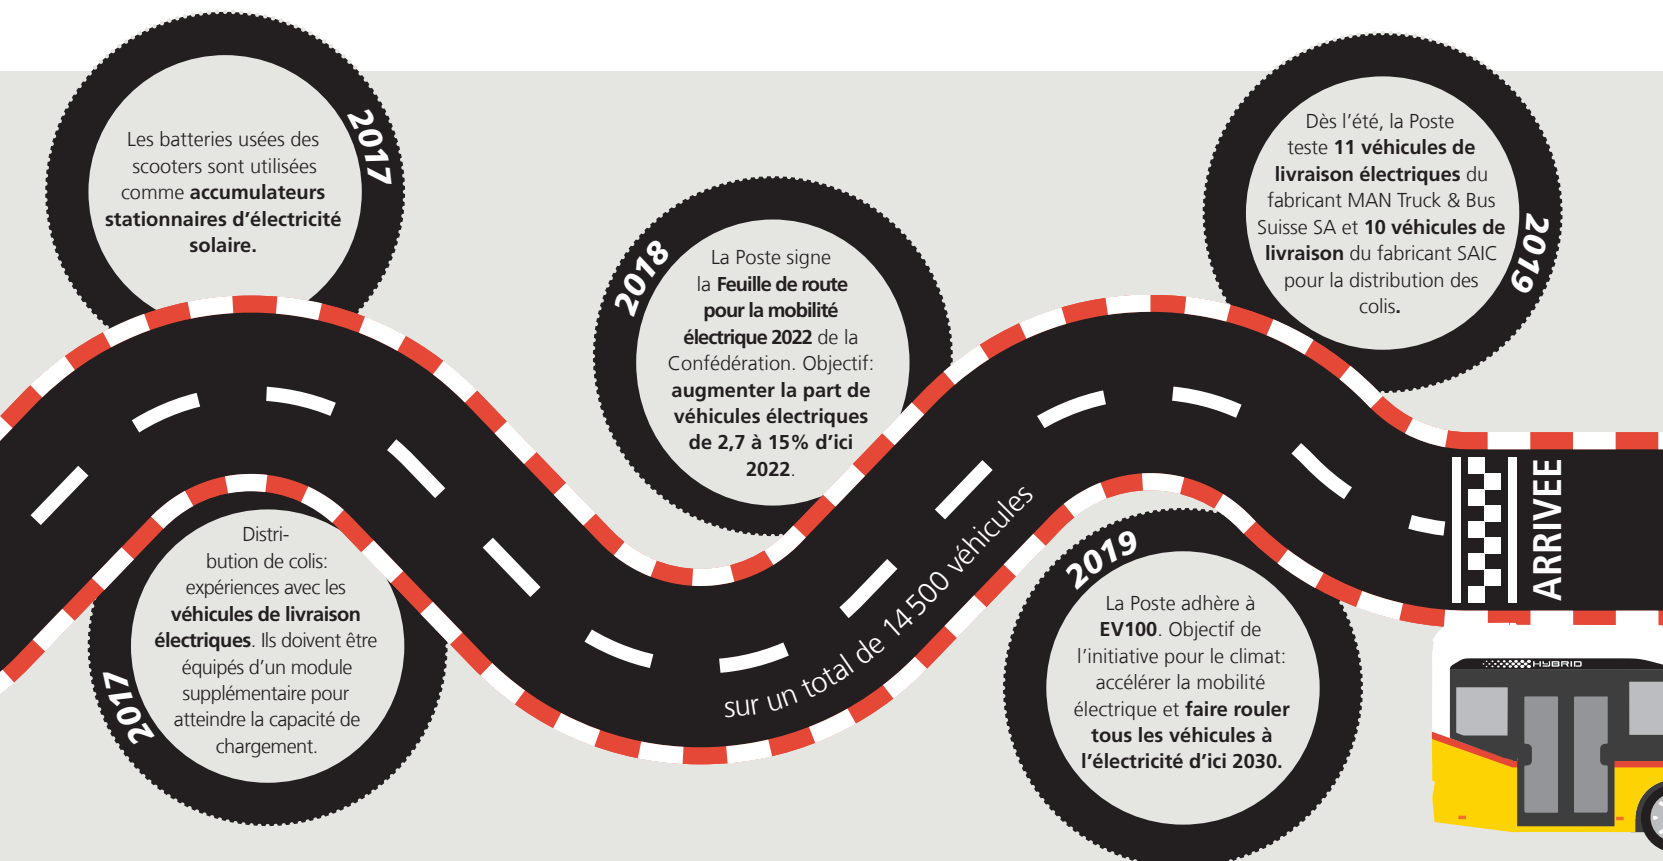 2017
Les batteries usées des
scooters sont utilisées
comme accumulateurs
stationnaires d'électricité
solaire.
2017
Distri-
bution de colis:
expériences avec les
véhicules de livraison
électriques. Ils doivent être
équipés d'un module
supplémentaire pour
atteindre la capacité de
chargement.
2018
La Poste signe
la Feuille de route
pour la mobilité
électrique 2022 de la
Confédération. Objectif:
augmenter la part de
véhicules électriques
de 2,7 à 15% d'ici
2022.
sur un total de 14500 véhicules
2019
La Poste adhère à
EV100. Objectif de
l'initiative pour le climat:
accélérer la mobilité
électrique et faire rouler
tous les véhicules à
l'électricité d'ici 2030.
2019
Dès l'été, la Poste
teste 11 véhicules de
livraison électriques du
fabricant MAN Truck & Bus
Suisse SA et 10 véhicules de
livraison du fabricant SAIC
pour la distribution des
colis.
ARRIVEE
HYBRID